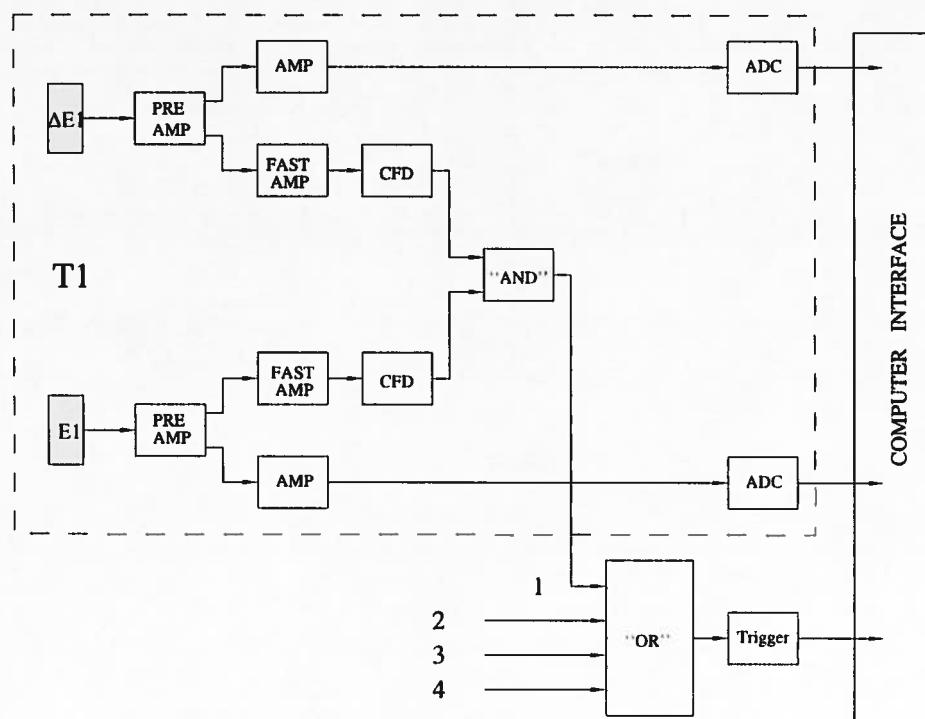 AMP
ADC
ΔE1
PRE
AMP
FAST
AMP
CFD
T1
"AND"
COMPUTER INTERFACE
FAST
AMP
CFD
E1
PRE
AMP
AMP
ADC
1
2
3
4
"OR"
Trigger